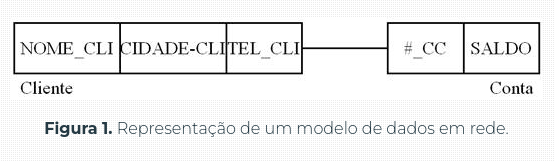 NOME_CLI CIDADE-CLI TEL_CLI #_CC SALDO
Cliente Conta
Figura 1. Representação de um modelo de dados em rede.